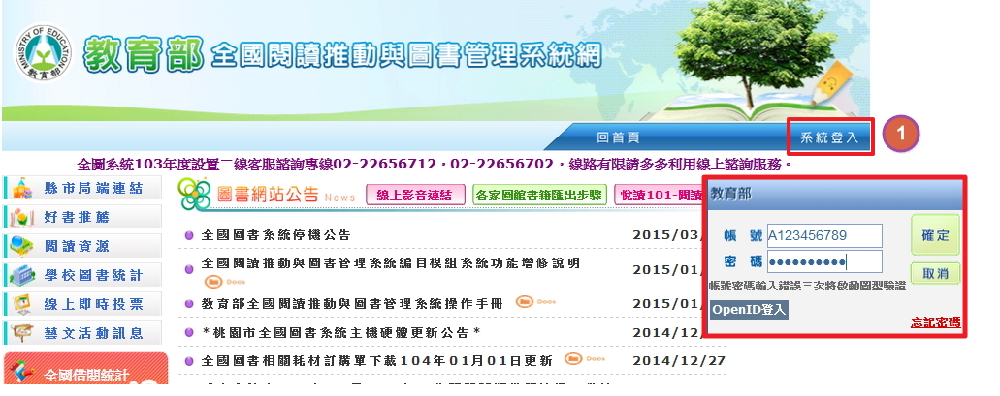 MINISTRY OF EDUCATION
教育部
教育部 全國閱讀推動與圖書管理系統網
回首頁
系統登入
1
全圖系統103年度設置二線客服諮詢專線02-22656712，02-22656702，線路有限請多多利用線上諮詢服務。
縣市局端連結
好書推薦
閱讀資源
學校圖書統計
線上即時投票
藝文活動訊息
全國借閱統計
圖書網站公告 News
線上影音連結
各家圖館書籍匯出步驟
悅讀101-閱讀
全國圖書系統停機公告 2015/03/
全國閱讀推動與圖書管理系統編目模組系統功能增修說明 2015/01/
Docs
教育部全國閱讀推動與圖書管理系統操作手冊 Docs 2015/01/
*桃園市全國圖書系統主機硬體更新公告* 2014/12/
全國圖書相關耗材訂購單下載104年01月01日更新 Docs 2014/12/27
教育部
帳 號 A123456789
確定
密 碼 ●●●●●●●●●●
取消
帳號密碼輸入錯誤三次將啟動圖型驗證
OpenID登入
忘記密碼